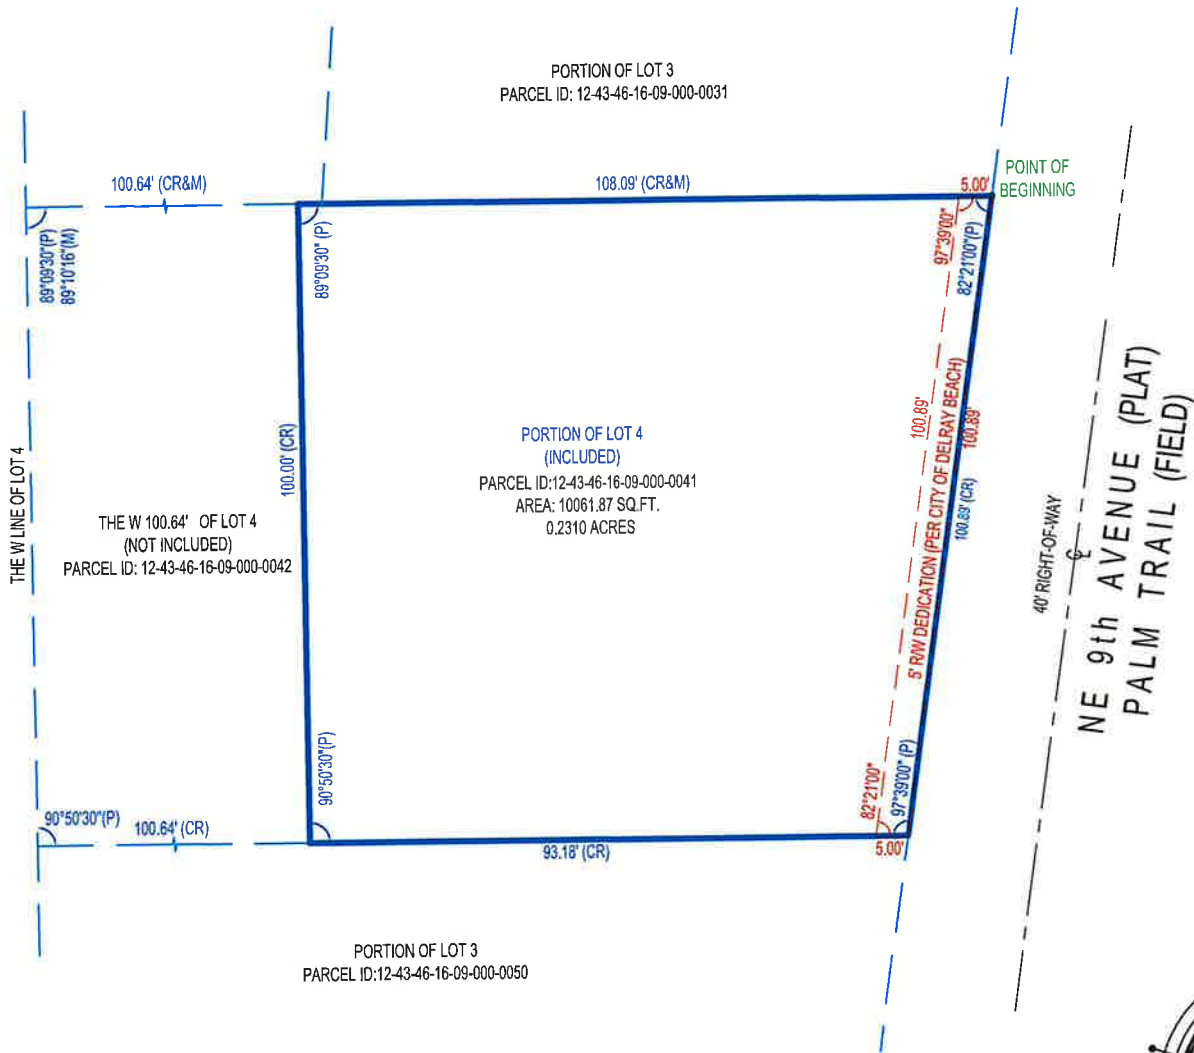 PORTION OF LOT 3
PARCEL ID: 12-43-46-16-09-000-0031
POINT OF
BEGINNING
100.64' (CR&M)
108.09' (CR&M)
5.00'
89°09'30"(P)
89°10'16"(M)
89°09'30" (P)
97°39'00"
82°21'00"(P)
THE W LINE OF LOT 4
100.00' (CR)
PORTION OF LOT 4
(INCLUDED)
PARCEL ID:12-43-46-16-09-000-0041
AREA: 10061.87 SQ.FT.
0.2310 ACRES
THE W 100.64' OF LOT 4
(NOT INCLUDED)
PARCEL ID: 12-43-46-16-09-000-0042
100.89'
5' R/W DEDICATION (PER CITY OF DELRAY BEACH)
100.89'
100.89' (CR)
40' RIGHT-OF-WAY
NE 9th AVENUE (PLAT)
PALM TRAIL (FIELD)
90°50'30"(P)
100.64' (CR)
90°50'30"(P)
93.18' (CR)
82°21'00"
97°39'00" (P)
5.00'
PORTION OF LOT 3
PARCEL ID:12-43-46-16-09-000-0050